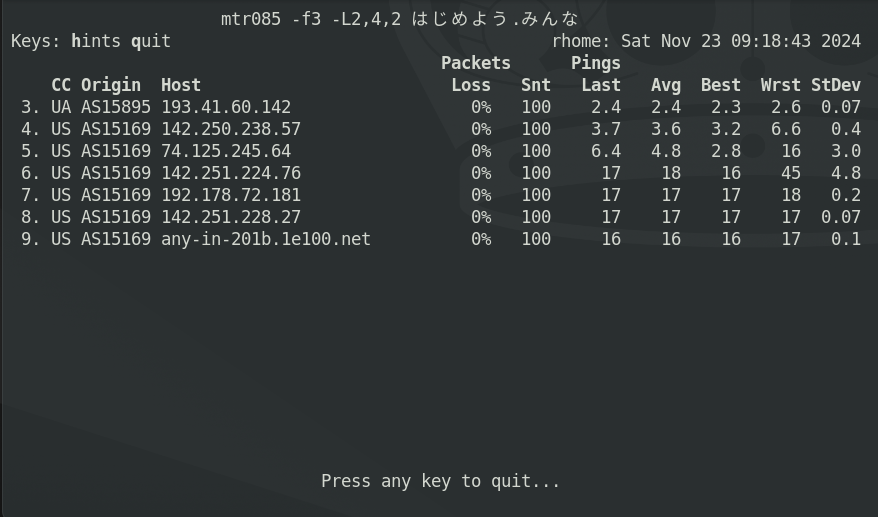 mtr085 -f3 -L2,4,2 はじめよう.みんな
Keys: hints quit rhome: Sat Nov 23 09:18:43 2024
Packets Pings
CC Origin Host Loss Snt Last Avg Best Wrst StDev
3. UA AS15895 193.41.60.142 0% 100 2.4 2.4 2.3 2.6 0.07
4. US AS15169 142.250.238.57 0% 100 3.7 3.6 3.2 6.6 0.4
5. US AS15169 74.125.245.64 0% 100 6.4 4.8 2.8 16 3.0
6. US AS15169 142.251.224.76 0% 100 17 18 16 45 4.8
7. US AS15169 192.178.72.181 0% 100 17 17 17 18 0.2
8. US AS15169 142.251.228.27 0% 100 17 17 17 17 0.07
9. US AS15169 any-in-201b.1e100.net 0% 100 16 16 16 17 0.1
Press any key to quit...